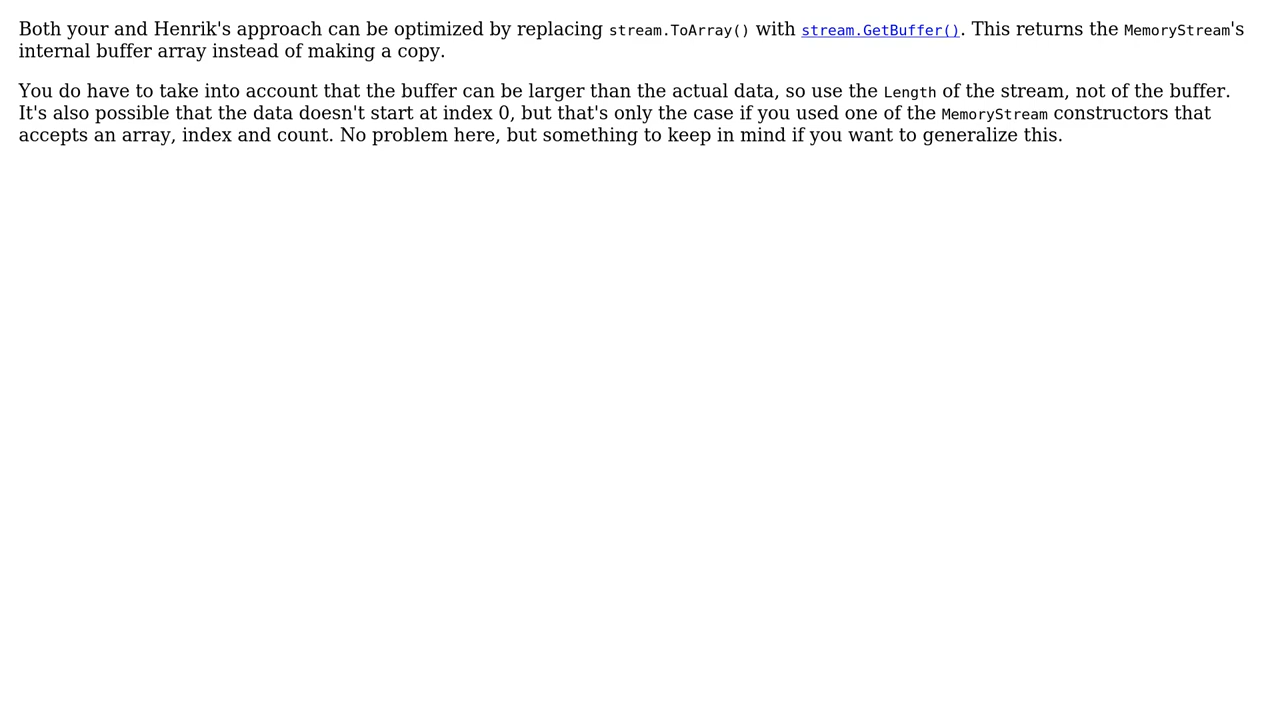 Both your and Henrik's approach can be optimized by replacing stream.ToArray() with stream.GetBuffer(). This returns the MemoryStream's
internal buffer array instead of making a copy.
You do have to take into account that the buffer can be larger than the actual data, so use the Length of the stream, not of the buffer.
It's also possible that the data doesn't start at index 0, but that's only the case if you used one of the MemoryStream constructors that
accepts an array, index and count. No problem here, but something to keep in mind if you want to generalize this.